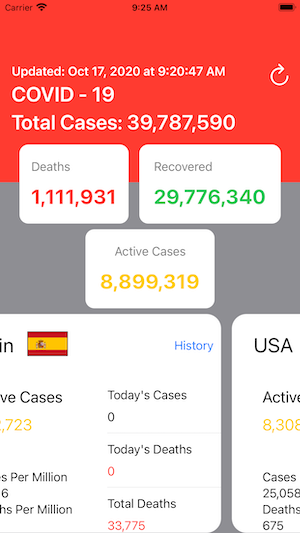 Carrier 9:25 AM
Updated: Oct 17, 2020 at 9:20:47 AM
COVID - 19
Total Cases: 39,787,590
Deaths Recovered
1,111,931 29,776,340
Active Cases
8,899,319
in History
ve Cases
2,723
Today's Cases
0
Today's Deaths
0
es Per Million
6
hs Per Million
Total Deaths
33,775
USA
Active
8,308
Cases
25,058
Deaths
675